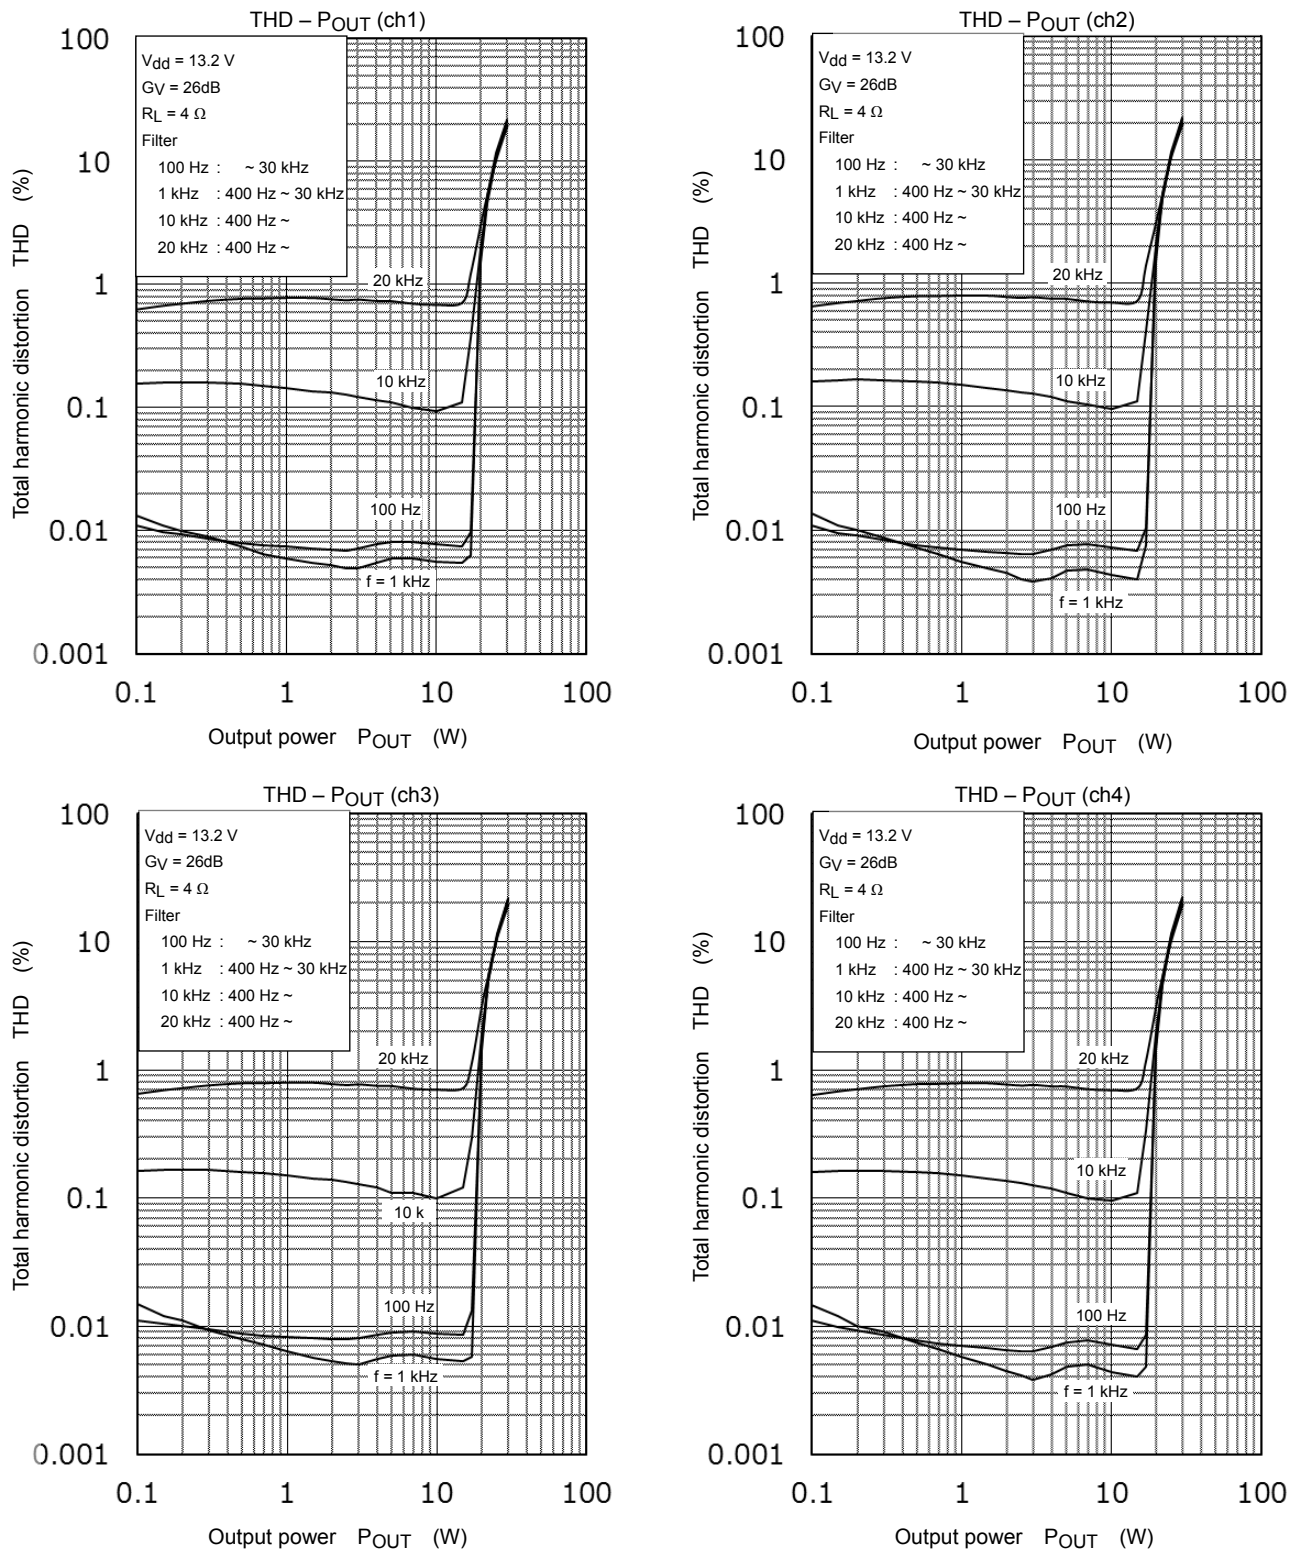 THD – POUT (ch1)
100
10
1
0.1
0.01
0.001
Total harmonic distortion THD (%)
Vdd = 13.2 V
GV = 26dB
RL = 4 Ω
Filter
100 Hz : ~ 30 kHz
1 kHz : 400 Hz ~ 30 kHz
10 kHz : 400 Hz ~
20 kHz : 400 Hz ~
20 kHz
10 kHz
100 Hz
f = 1 kHz
0.1 1 10 100
Output power POUT (W)
THD – POUT (ch2)
100
10
1
0.1
0.01
0.001
Total harmonic distortion THD (%)
Vdd = 13.2 V
GV = 26dB
RL = 4 Ω
Filter
100 Hz : ~ 30 kHz
1 kHz : 400 Hz ~ 30 kHz
10 kHz : 400 Hz ~
20 kHz : 400 Hz ~
20 kHz
10 kHz
100 Hz
f = 1 kHz
0.1 1 10 100
Output power POUT (W)
THD – POUT (ch3)
100
10
1
0.1
0.01
0.001
Total harmonic distortion THD (%)
Vdd = 13.2 V
GV = 26dB
RL = 4 Ω
Filter
100 Hz : ~ 30 kHz
1 kHz : 400 Hz ~ 30 kHz
10 kHz : 400 Hz ~
20 kHz : 400 Hz ~
20 kHz
10 k
100 Hz
f = 1 kHz
0.1 1 10 100
Output power POUT (W)
THD – POUT (ch4)
100
10
1
0.1
0.01
0.001
Total harmonic distortion THD (%)
Vdd = 13.2 V
GV = 26dB
RL = 4 Ω
Filter
100 Hz : ~ 30 kHz
1 kHz : 400 Hz ~ 30 kHz
10 kHz : 400 Hz ~
20 kHz : 400 Hz ~
20 kHz
10 kHz
100 Hz
f = 1 kHz
0.1 1 10 100
Output power POUT (W)